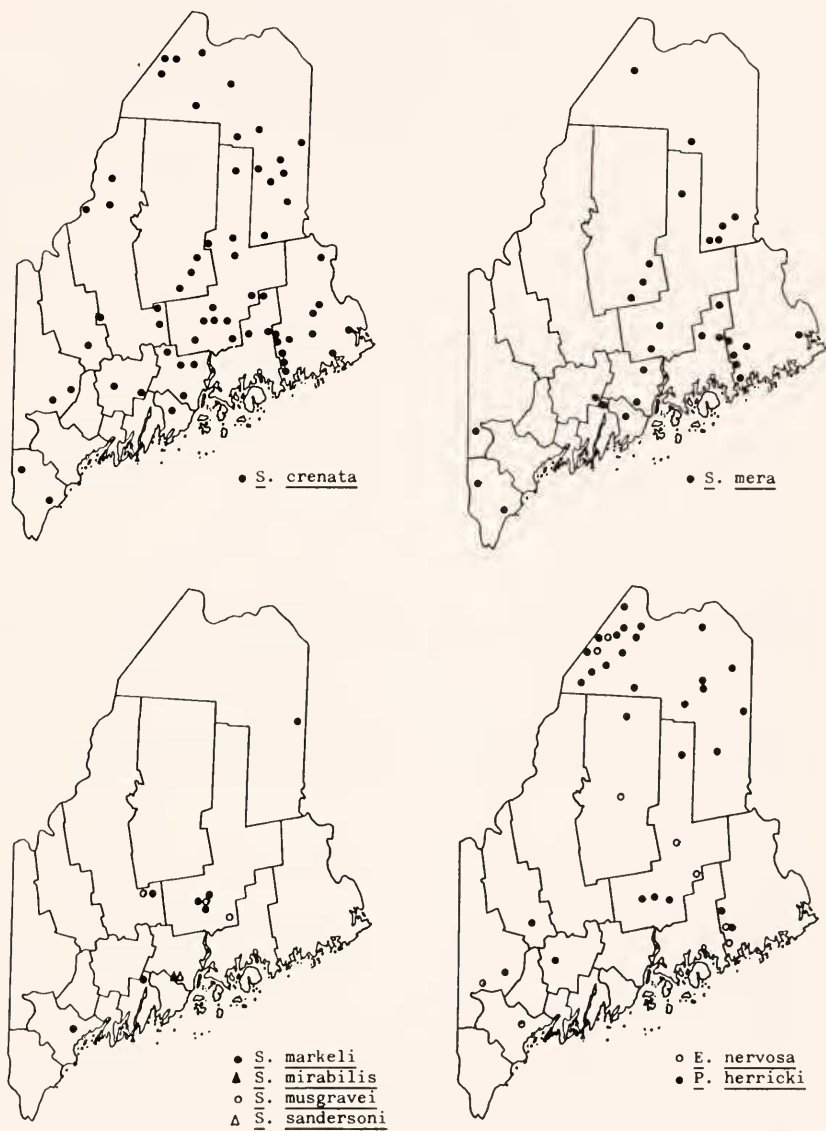 ● S. crenata
● S. mera
● S. markeli
▲ S. mirabilis
○ S. musgravei
△ S. sandersoni
○ E. nervosa
● P. herricki